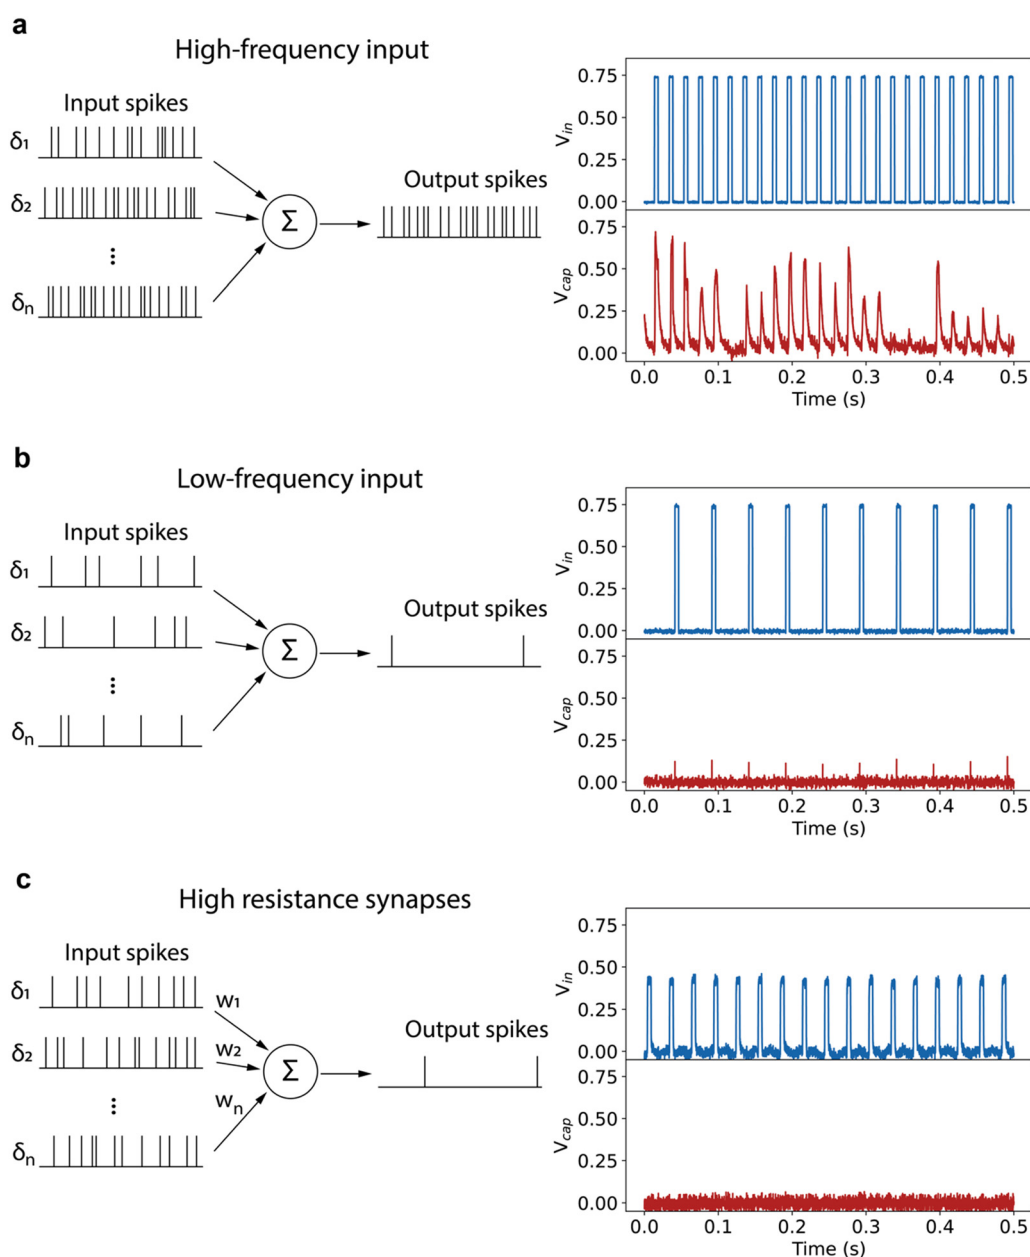 a
High-frequency input
Input spikes
δ₁
δ₂
⋮
δₙ
Σ
Output spikes
0.75
0.50
0.25
0.00
Vᵢₙ
0.75
0.50
0.25
0.00
V_cap
0.0 0.1 0.2 0.3 0.4 0.5
Time (s)
b
Low-frequency input
Input spikes
δ₁
δ₂
⋮
δₙ
Σ
Output spikes
0.75
0.50
0.25
0.00
Vᵢₙ
0.75
0.50
0.25
0.00
V_cap
0.0 0.1 0.2 0.3 0.4 0.5
Time (s)
c
High resistance synapses
Input spikes
δ₁
δ₂
⋮
δₙ
w₁
w₂
wₙ
Σ
Output spikes
0.75
0.50
0.25
0.00
Vᵢₙ
0.75
0.50
0.25
0.00
V_cap
0.0 0.1 0.2 0.3 0.4 0.5
Time (s)